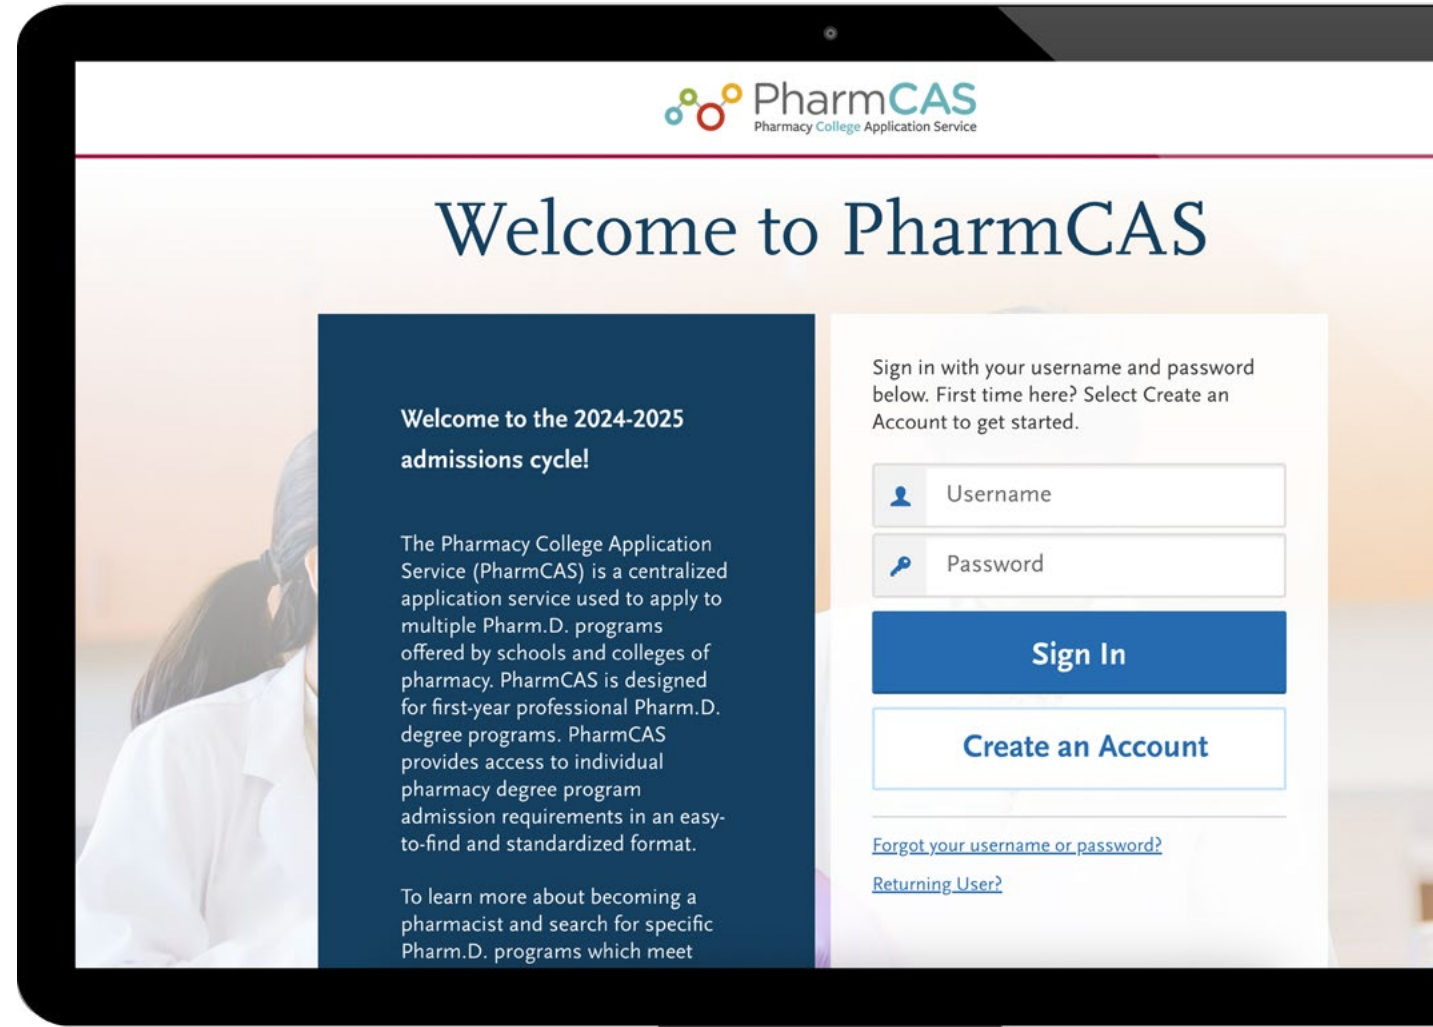 PharmCAS
Pharmacy College Application Service
Welcome to PharmCAS
Welcome to the 2024-2025
admissions cycle!
The Pharmacy College Application
Service (PharmCAS) is a centralized
application service used to apply to
multiple Pharm.D. programs
offered by schools and colleges of
pharmacy. PharmCAS is designed
for first-year professional Pharm.D.
degree programs. PharmCAS
provides access to individual
pharmacy degree program
admission requirements in an easy-
to-find and standardized format.
To learn more about becoming a
pharmacist and search for specific
Pharm.D. programs which meet
Sign in with your username and password
below. First time here? Select Create an
Account to get started.
Username
Password
Sign In
Create an Account
Forgot your username or password?
Returning User?